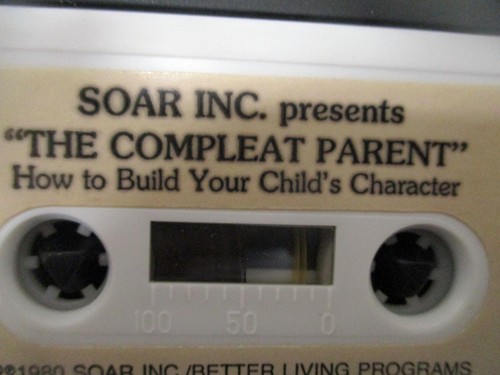 SOAR INC. presents
"THE COMPLEAT PARENT"
How to Build Your Child's Character
100 50 0
℗©1980 SOAR INC./BETTER LIVING PROGRAMS